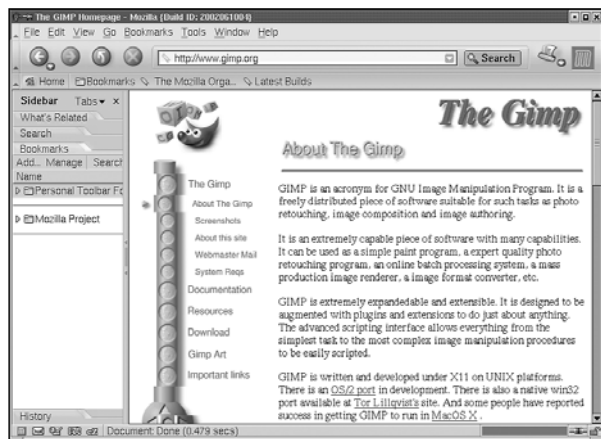 The GIMP Homepage - Mozilla {Build ID: 2002061004}
File Edit View Go Bookmarks Tools Window Help
http://www.gimp.org Search
Home Bookmarks The Mozilla Orga... Latest Builds
Sidebar Tabs x
What's Related
Search
Bookmarks
Add... Manage Search
Name
Personal Toolbar Fo
Mozilla Project
History
The Gimp
About The Gimp
The Gimp
About The Gimp
Screenshots
About this site
Webmaster Mail
System Reqs
Documentation
Resources
Download
Gimp Art
Important links
GIMP is an acronym for GNU Image Manipulation Program. It is a
freely distributed piece of software suitable for such tasks as photo
retouching, image composition and image authoring.
It is an extremely capable piece of software with many capabilities.
It can be used as a simple paint program, a expert quality photo
retouching program, an online batch processing system, a mass
production image renderer, a image format converter, etc.
GIMP is extremely expandedable and extensible. It is designed to be
augmented with plugins and extensions to do just about anything.
The advanced scripting interface allows everything from the
simplest task to the most complex image manipulation procedures
to be easily scripted.
GIMP is written and developed under X11 on UNIX platforms.
There is an OS/2 port in development. There is also a native win32
port available at Tor Lillqvist's site. And some people have reported
success in getting GIMP to run in MacOS X .
Document: Done (0.479 secs)